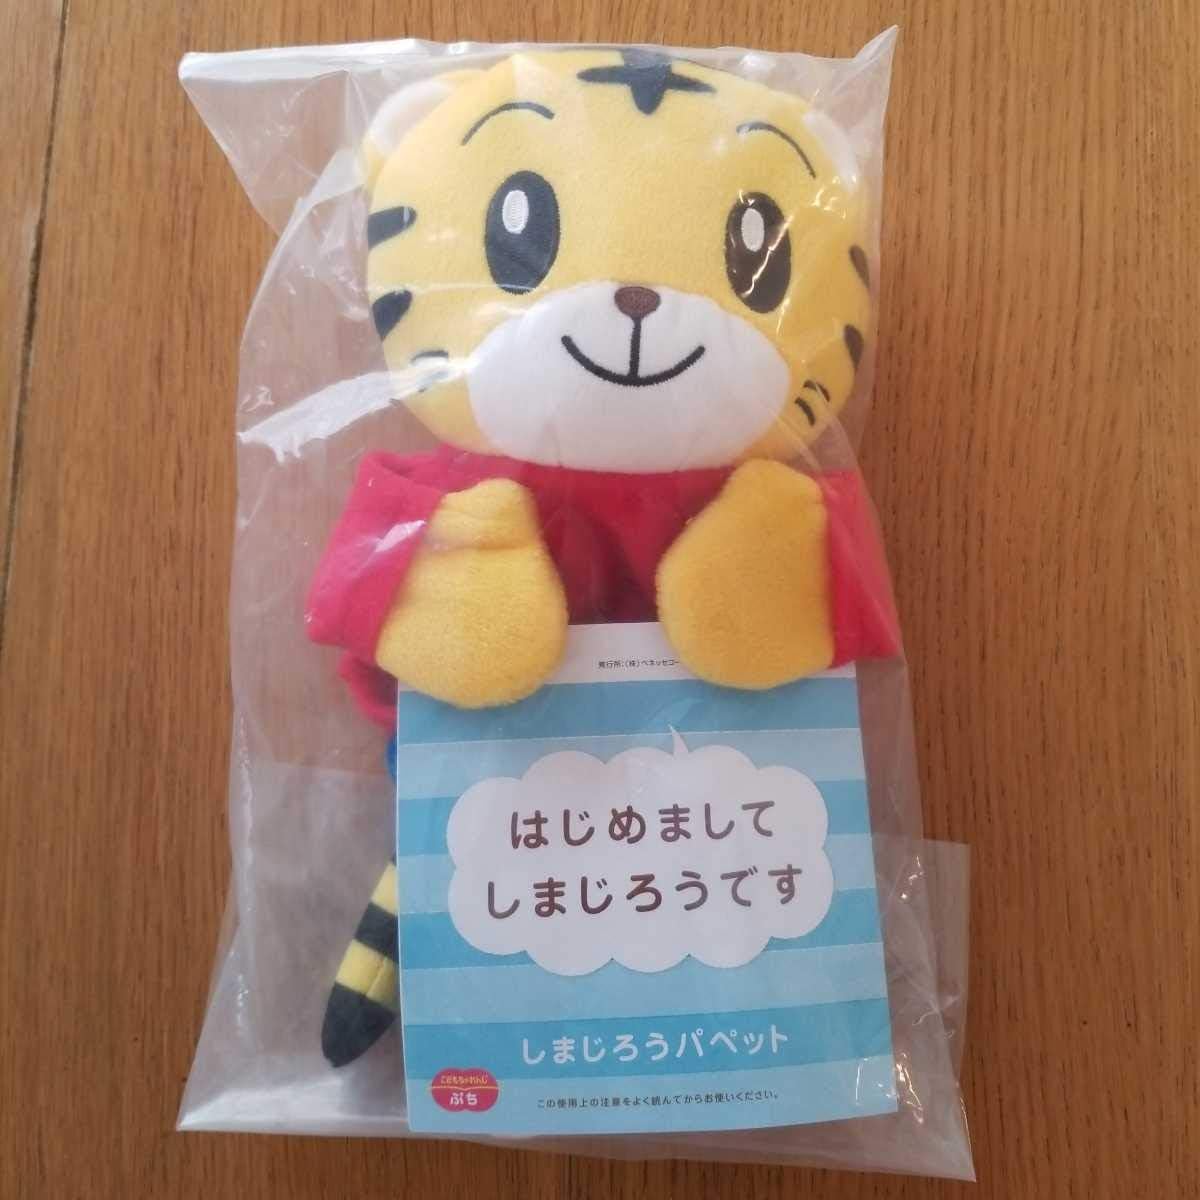 発行所:(株)ベネッセコー
はじめまして
しまじろうです
しまじろうパペット
こどもちゃれんじ
ぷち
この使用上の注意をよく読んでからお使いください。